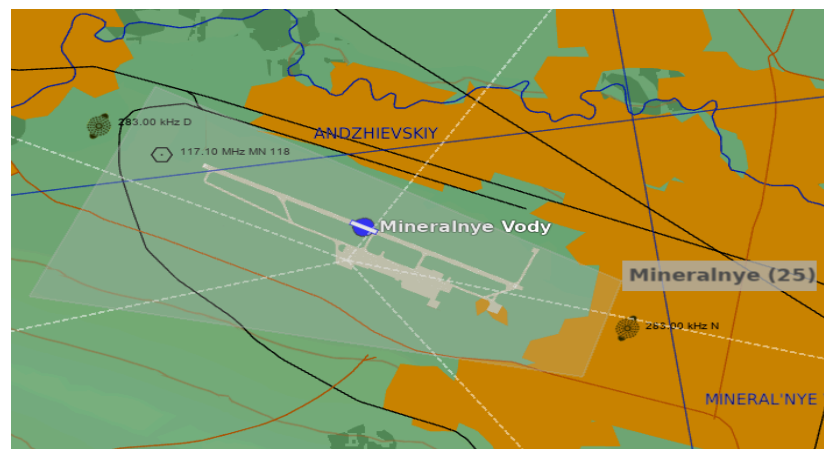 283.00 kHz D
ANDZHIEVSKIY
117.10 MHz MN 118
Mineralnye Vody
Mineralnye (25)
263.00 kHz N
MINERAL'NYE